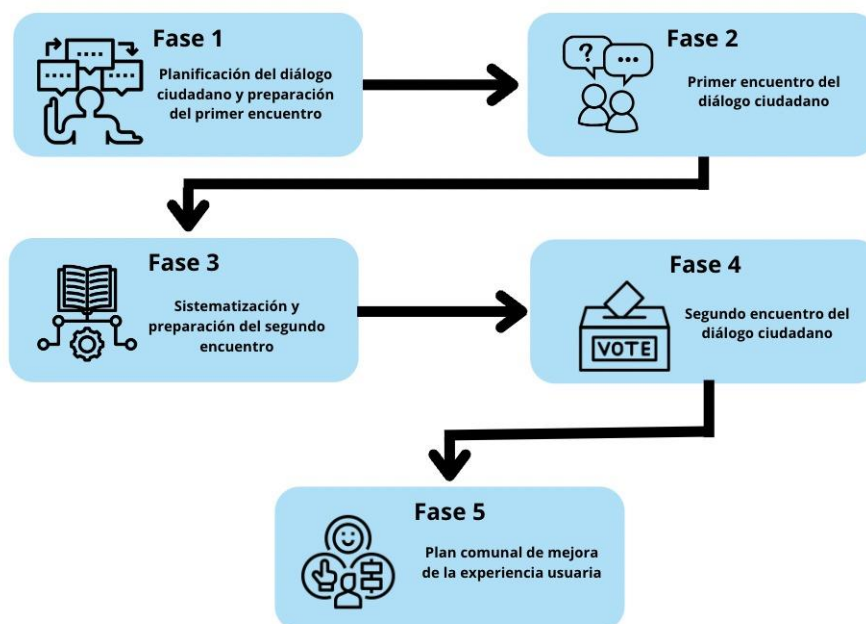 Fase 1
Planificación del diálogo
ciudadano y preparación
del primer encuentro
Fase 2
?
...
Primer encuentro del
diálogo ciudadano
Fase 3
Sistematización y
preparación del segundo
encuentro
Fase 4
VOTE
Segundo encuentro del
diálogo ciudadano
Fase 5
Plan comunal de mejora
de la experiencia usuaria